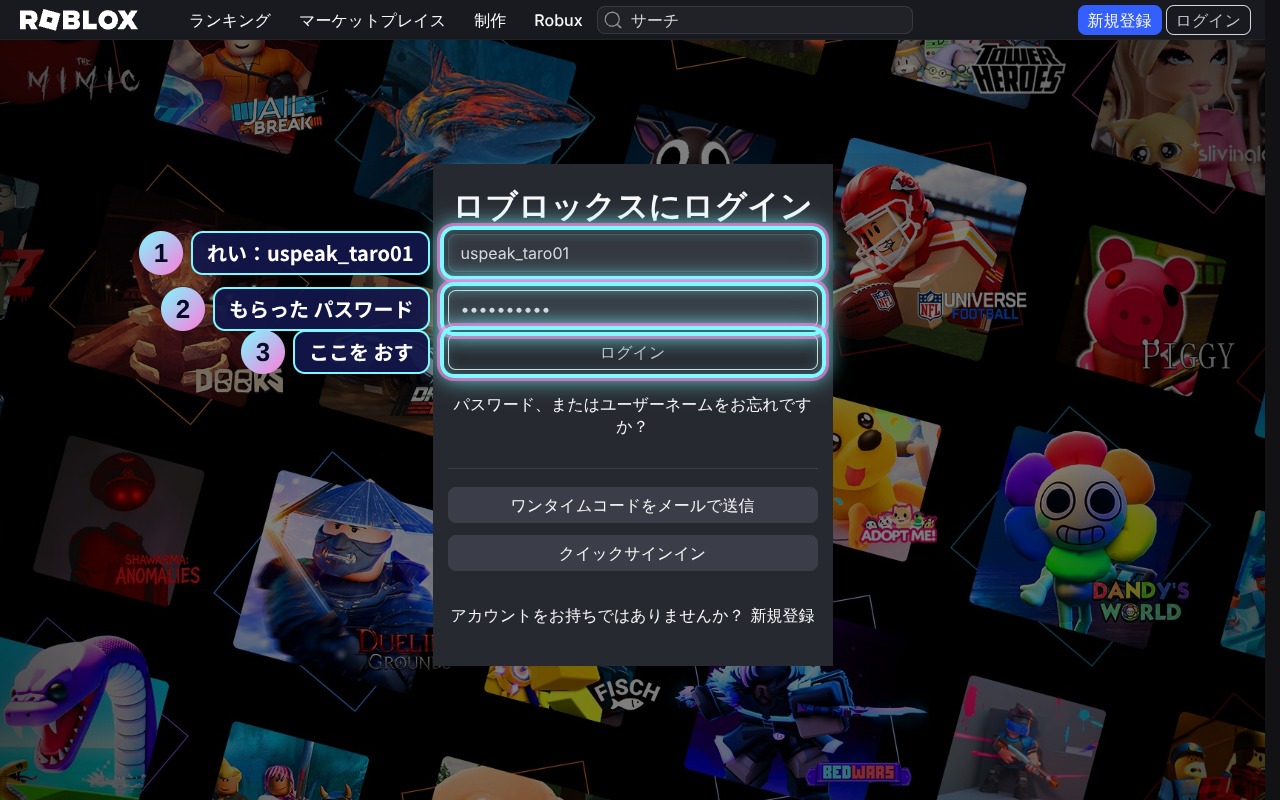 ROBLOX ランキング マーケットプレイス 制作 Robux サーチ 新規登録 ログイン
THE
MIMIC
JAIL
BREAK
TOWER
HEROES
slivingl
ロブロックスにログイン
1 れい：uspeak_taro01 uspeak_taro01
2 もらった パスワード ••••••••••
3 ここを おす ログイン
UNIVERSE
FOOTBALL
PIGGY
DOORS
パスワード、またはユーザーネームをお忘れです
か？
ワンタイムコードをメールで送信
クイックサインイン
ADOPT ME!
SHAWARMA:
ANOMALIES
DANDY'S
WORLD
アカウントをお持ちではありませんか？ 新規登録
DUELI
GROUNDS
FISCH
BEDWARS